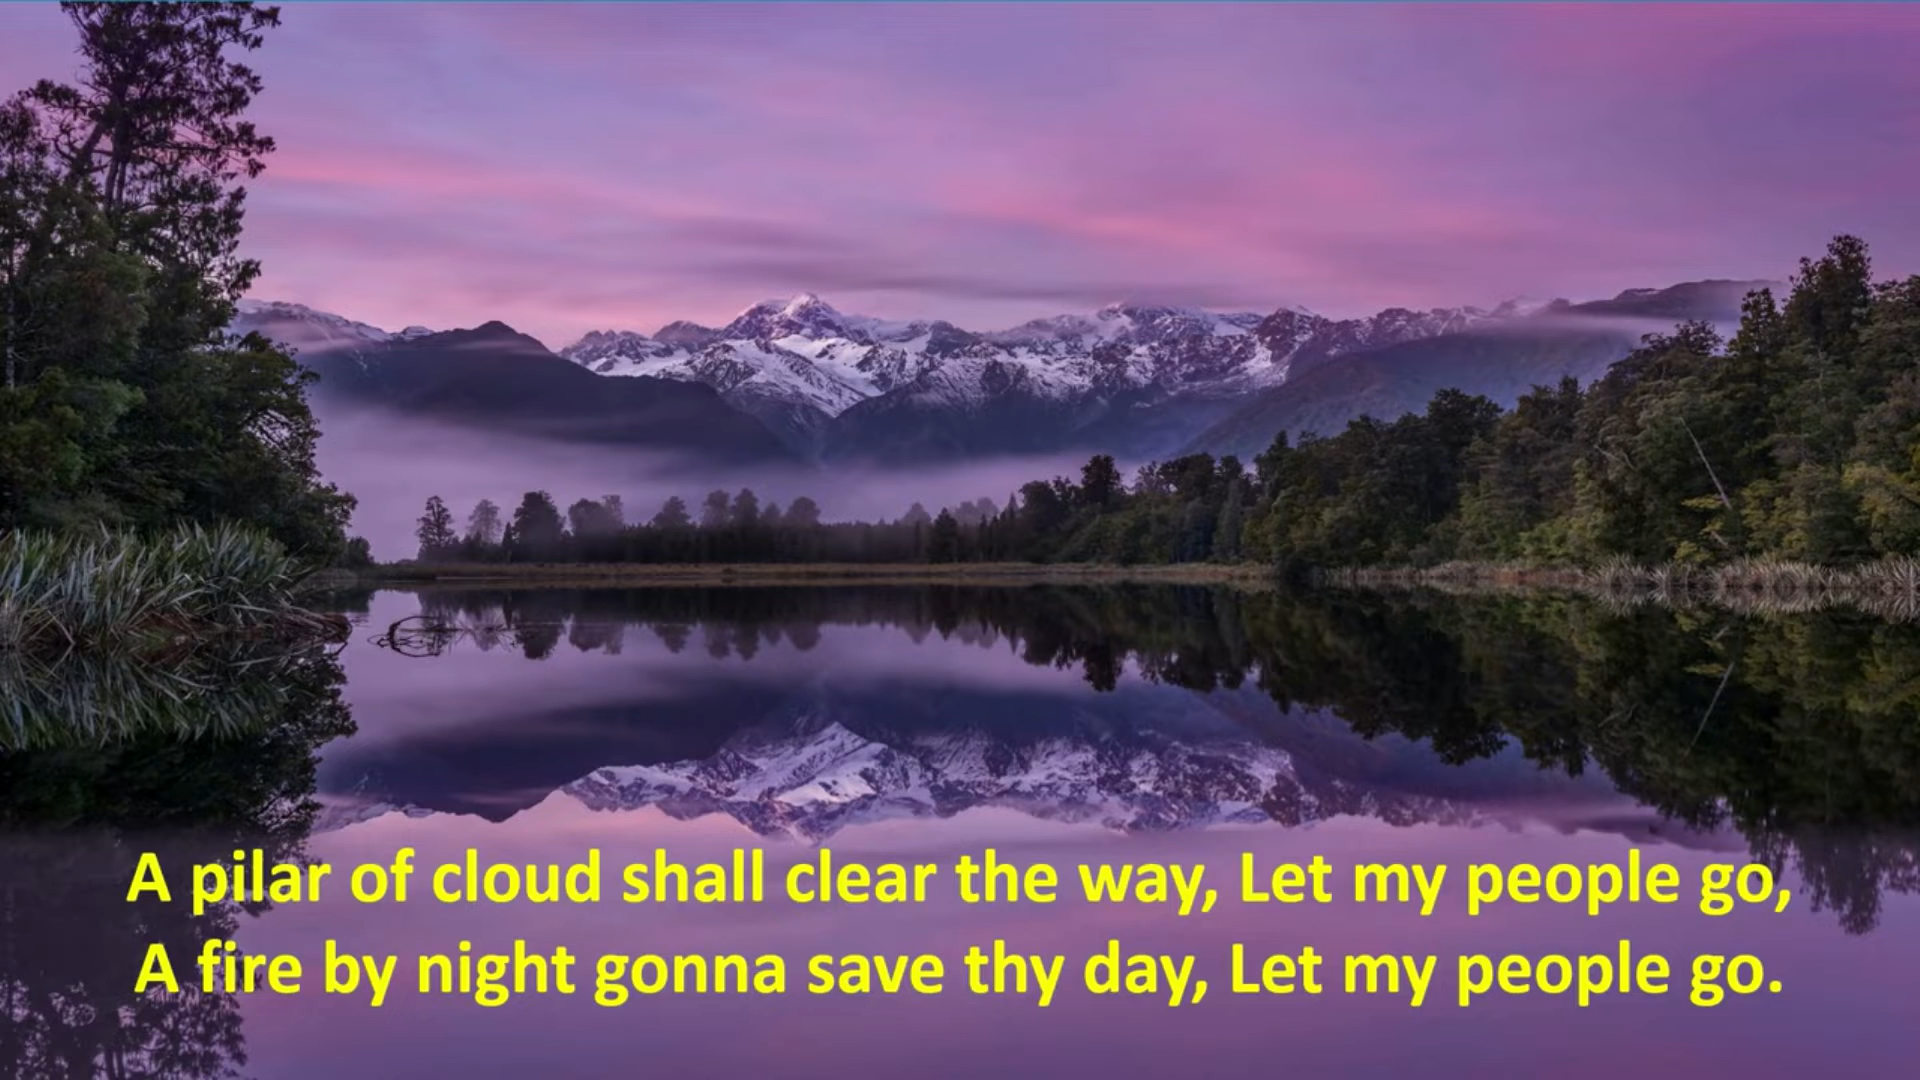 A pilar of cloud shall clear the way, Let my people go,
A fire by night gonna save thy day, Let my people go.